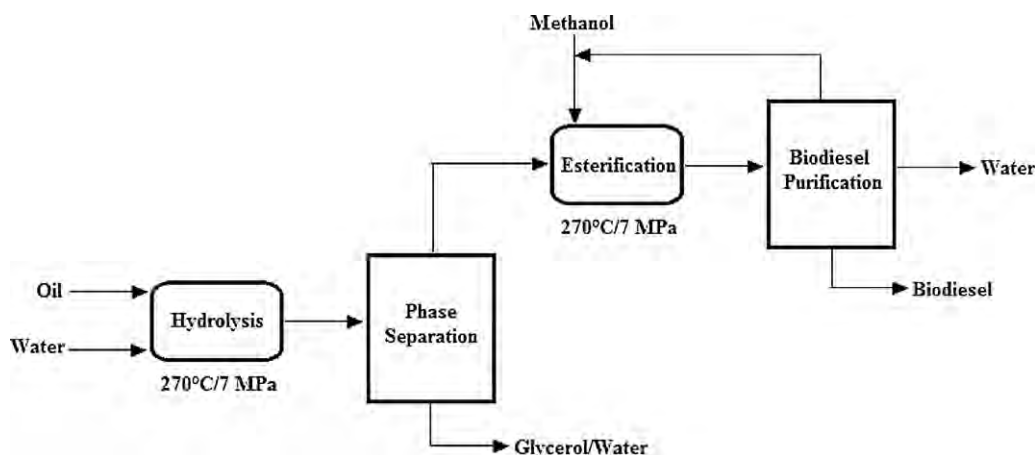 Methanol
Esterification
Biodiesel
Purification
Water
270°C/7 MPa
Oil
Hydrolysis
Phase
Separation
Biodiesel
Water
270°C/7 MPa
Glycerol/Water